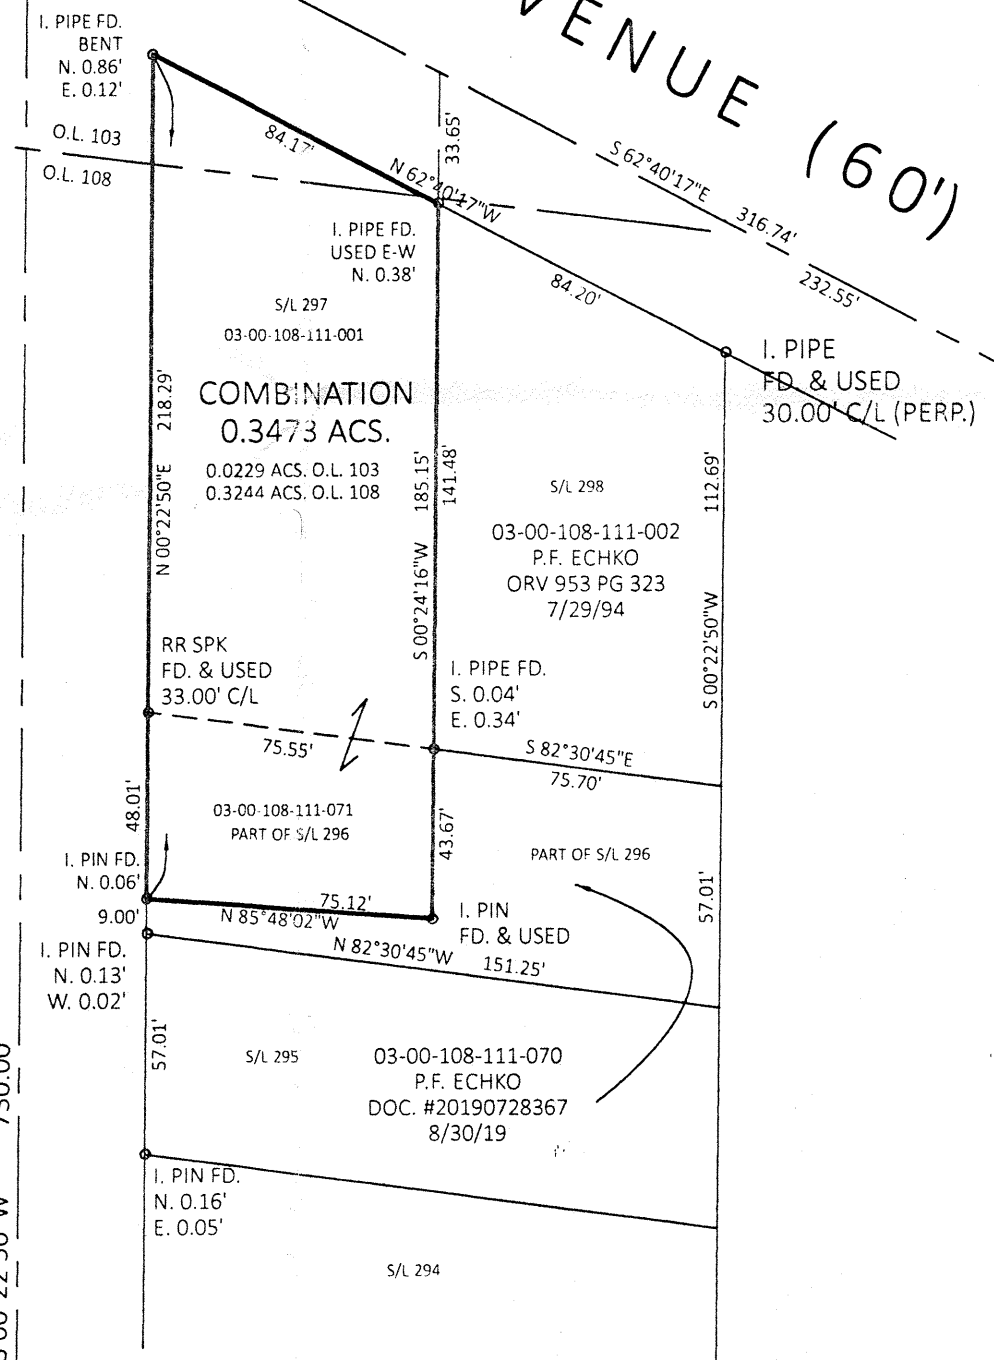 VENUE (60')
I. PIPE FD.
BENT
N. 0.86'
E. 0.12'
O.L. 103
O.L. 108
84.17'
N 62°40'17"W
33.65'
S 62°40'17"E
316.74'
232.55'
I. PIPE FD.
USED E-W
N. 0.38'
84.20'
I. PIPE
FD. & USED
30.00' C/L (PERP.)
S/L 297
03-00-108-111-001
COMBINATION
0.3473 ACS.
0.0229 ACS. O.L. 103
0.3244 ACS. O.L. 108
N 00°22'50"E 218.29'
S 00°24'16"W 185.15'
141.48'
S/L 298
03-00-108-111-002
P.F. ECHKO
ORV 953 PG 323
7/29/94
S 00°22'50"W 112.69'
RR SPK
FD. & USED
33.00' C/L
I. PIPE FD.
S. 0.04'
E. 0.34'
75.55'
S 82°30'45"E
75.70'
48.01'
03-00-108-111-071
PART OF S/L 296
43.67'
PART OF S/L 296
57.01'
I. PIN FD.
N. 0.06'
75.12'
N 85°48'02"W
9.00'
I. PIN
FD. & USED
I. PIN FD.
N. 0.13'
W. 0.02'
N 82°30'45"W 151.25'
57.01'
S/L 295
03-00-108-111-070
P.F. ECHKO
DOC. #20190728367
8/30/19
I. PIN FD.
N. 0.16'
E. 0.05'
S/L 294